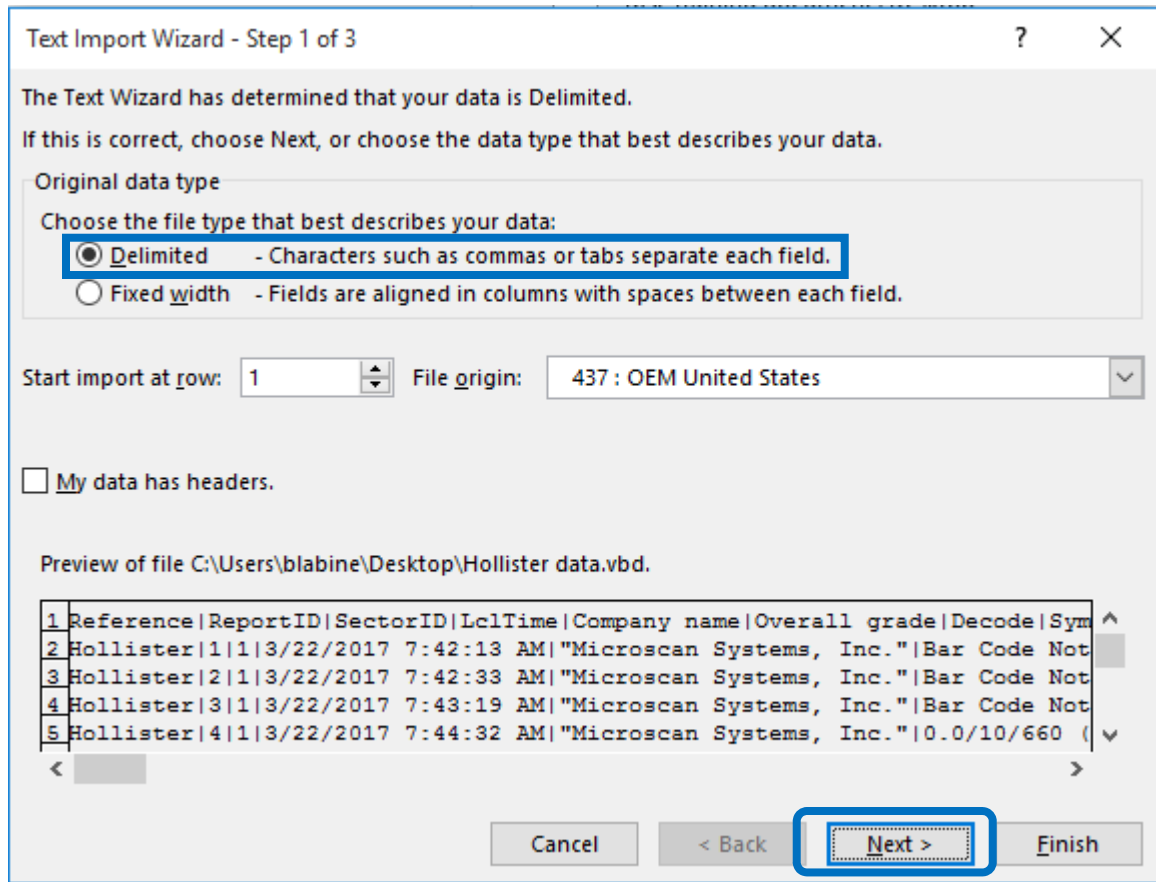 Text Import Wizard - Step 1 of 3 ?
The Text Wizard has determined that your data is Delimited.
If this is correct, choose Next, or choose the data type that best describes your data.
Original data type
Choose the file type that best describes your data:
Delimited - Characters such as commas or tabs separate each field.
Fixed width - Fields are aligned in columns with spaces between each field.
Start import at row: 1 File origin: 437 : OEM United States
My data has headers.
Preview of file C:\Users\blabine\Desktop\Hollister data.vbd.
1 Reference|ReportID|SectorID|LclTime|Company name|Overall grade|Decode|Sym
2 Hollister|1|1|3/22/2017 7:42:13 AM|"Microscan Systems, Inc."|Bar Code Not
3 Hollister|2|1|3/22/2017 7:42:33 AM|"Microscan Systems, Inc."|Bar Code Not
4 Hollister|3|1|3/22/2017 7:43:19 AM|"Microscan Systems, Inc."|Bar Code Not
5 Hollister|4|1|3/22/2017 7:44:32 AM|"Microscan Systems, Inc."|0.0/10/660 (
Cancel < Back Next > Finish